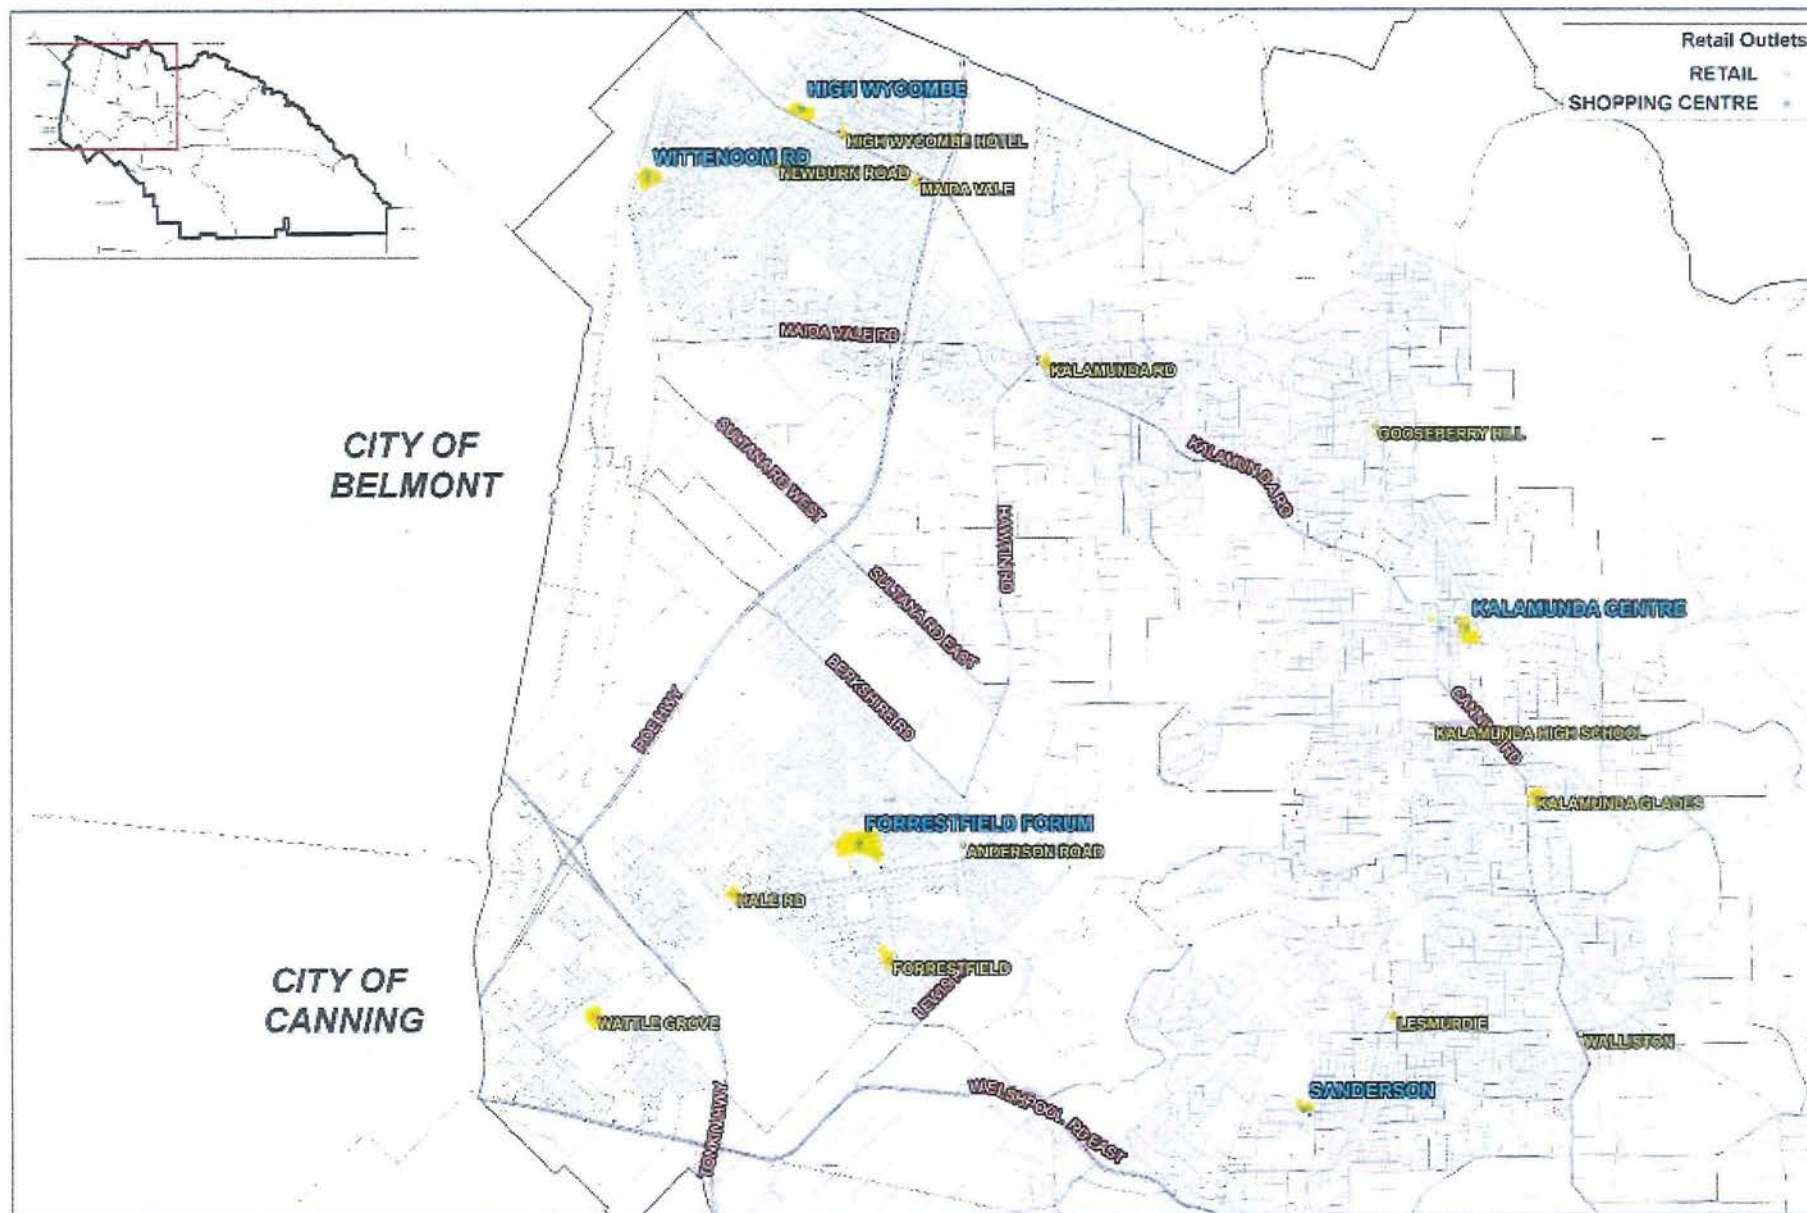 Retail Outlets
RETAIL
SHOPPING CENTRE
HIGH WYCOMBE
HIGH WYCOMBE HOTEL
WITTENOOM RD
NEWBURN ROAD
MAIDA VALE
MAIDA VALE RD
KALAMUNDA RD
GOOSEBERRY HILL
KALAMUNDA RD
CITY OF
BELMONT
SULTANA RD WEST
HAWTIN RD
SULTANA RD EAST
KALAMUNDA CENTRE
BERKSHIRE RD
ROE HWY
CANNING RD
KALAMUNDA HIGH SCHOOL
KALAMUNDA GLADES
FORRESTFIELD FORUM
ANDERSON ROAD
HALE RD
FORRESTFIELD
LEWIS
CITY OF
CANNING
WATTLE GROVE
LESMURDIE
WALLISTON
SANDERSON
WELSHPOOL RD EAST
TONKIN HWY